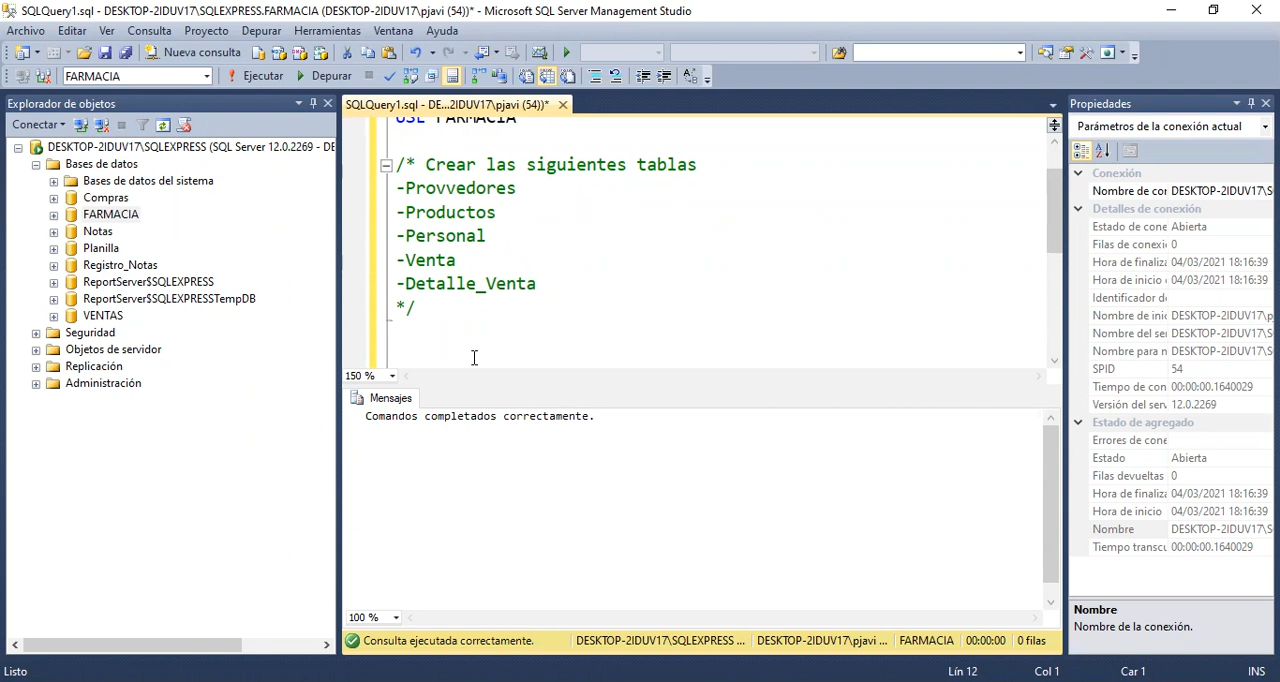 SQLQuery1.sql - DESKTOP-2IDUV17\SQLEXPRESS.FARMACIA (DESKTOP-2IDUV17\pjavi (54))* - Microsoft SQL Server Management Studio
Archivo Editar Ver Consulta Proyecto Depurar Herramientas Ventana Ayuda
Nueva consulta
FARMACIA Ejecutar Depurar
Explorador de objetos
Conectar
DESKTOP-2IDUV17\SQLEXPRESS (SQL Server 12.0.2269 - DE
Bases de datos
Bases de datos del sistema
Compras
FARMACIA
Notas
Planilla
Registro_Notas
ReportServer$SQLEXPRESS
ReportServer$SQLEXPRESSTempDB
VENTAS
Seguridad
Objetos de servidor
Replicación
Administración
SQLQuery1.sql - DE...2IDUV17\pjavi (54))*
USE FARMACIA
/* Crear las siguientes tablas
-Provvedores
-Productos
-Personal
-Venta
-Detalle_Venta
*/
150 %
Mensajes
Comandos completados correctamente.
100 %
Consulta ejecutada correctamente. DESKTOP-2IDUV17\SQLEXPRESS ... DESKTOP-2IDUV17\pjavi ... FARMACIA 00:00:00 0 filas
Propiedades
Parámetros de la conexión actual
Conexión
Nombre de cor DESKTOP-2IDUV17\S
Detalles de conexión
Estado de cone Abierta
Filas de conexi 0
Hora de finaliza 04/03/2021 18:16:39
Hora de inicio 04/03/2021 18:16:39
Identificador d
Nombre de inic DESKTOP-2IDUV17\p
Nombre del ser DESKTOP-2IDUV17\S
Nombre para n DESKTOP-2IDUV17\S
SPID 54
Tiempo de con 00:00:00.1640029
Versión del serv 12.0.2269
Estado de agregado
Errores de cone
Estado Abierta
Filas devueltas 0
Hora de finaliza 04/03/2021 18:16:39
Hora de inicio 04/03/2021 18:16:39
Nombre DESKTOP-2IDUV17\S
Tiempo transcu 00:00:00.1640029
Nombre
Nombre de la conexión.
Listo Lín 12 Col 1 Car 1 INS